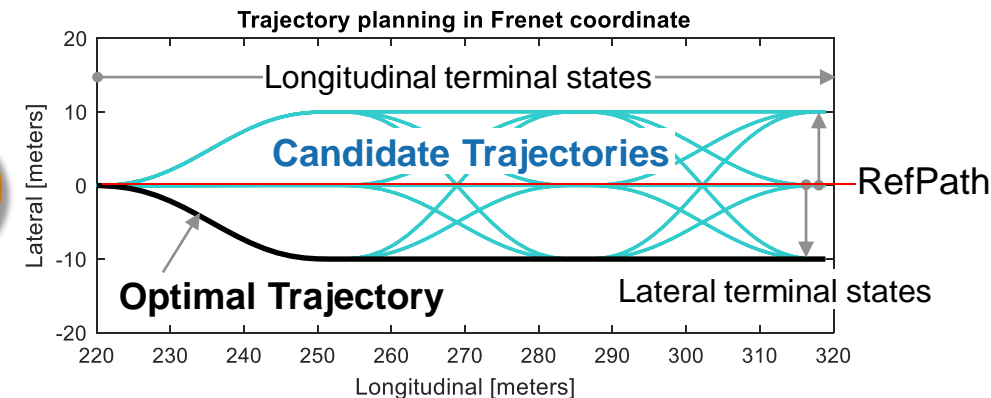 Trajectory planning in Frenet coordinate
20
Longitudinal terminal states
10
Candidate Trajectories
0
RefPath
Lateral [meters]
-10
Optimal Trajectory
Lateral terminal states
-20
220 230 240 250 260 270 280 290 300 310 320
Longitudinal [meters]